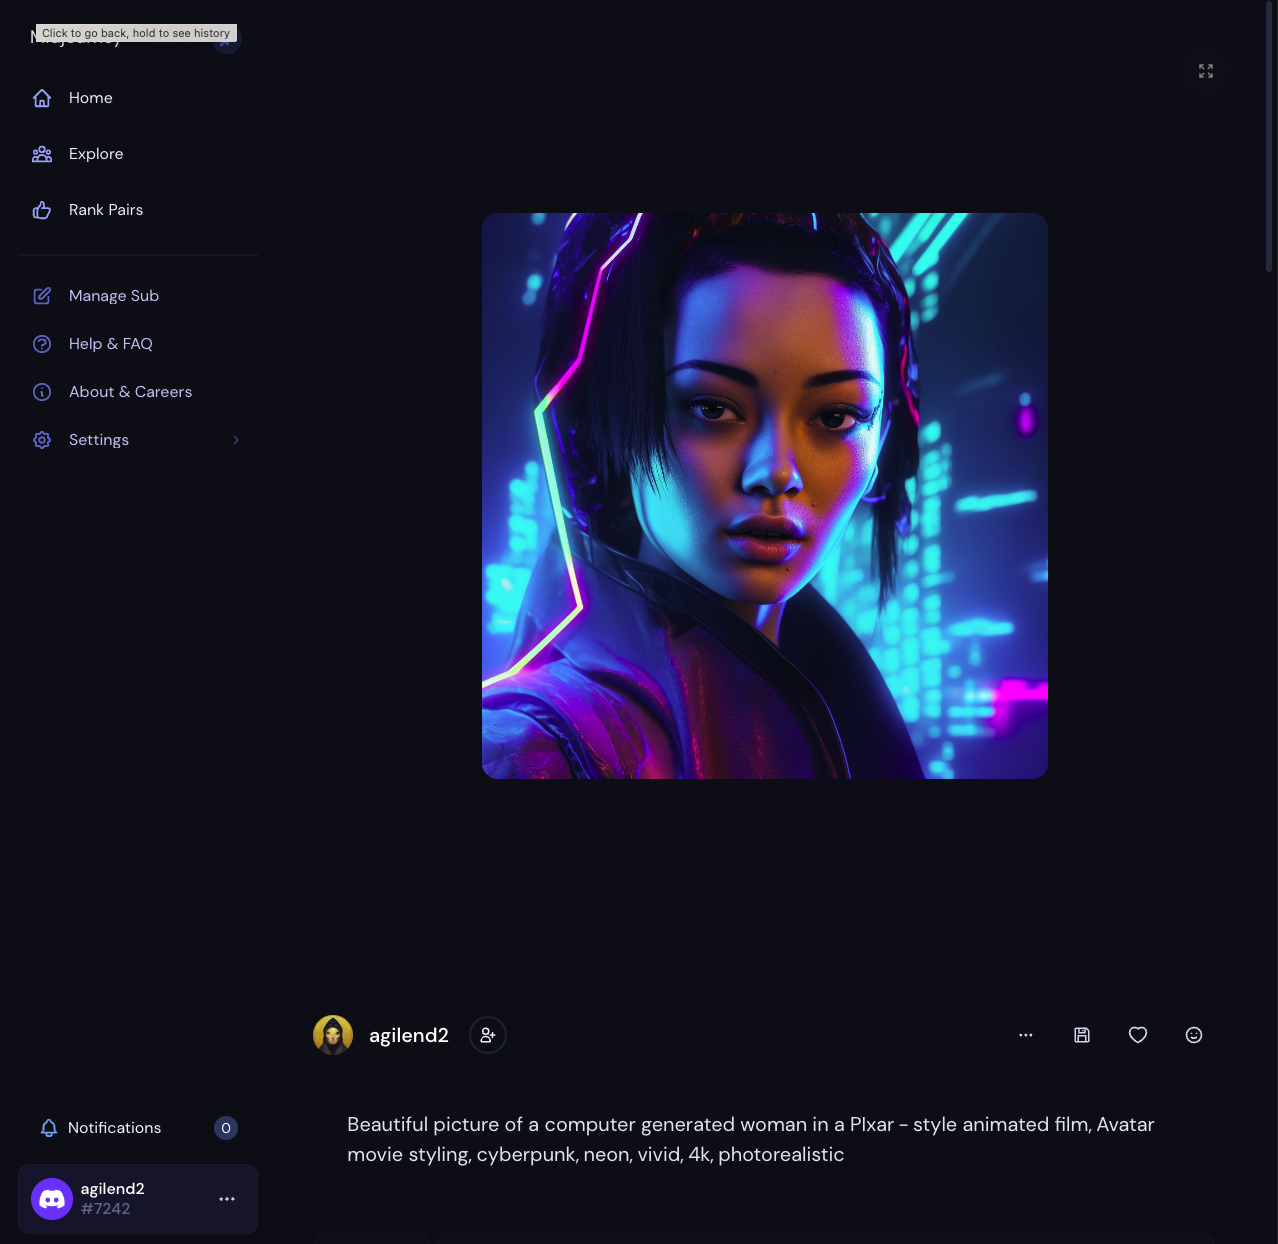 Click to go back, hold to see history
Home
Explore
Rank Pairs
Manage Sub
Help & FAQ
About & Careers
Settings
agilend2
Beautiful picture of a computer generated woman in a PIxar - style animated film, Avatar
movie styling, cyberpunk, neon, vivid, 4k, photorealistic
Notifications
0
agilend2
#7242